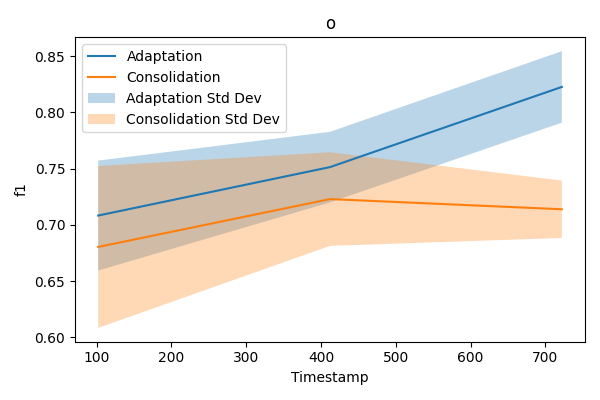 o
0.85
0.80
0.75
0.70
0.65
0.60
f1
Adaptation
Consolidation
Adaptation Std Dev
Consolidation Std Dev
100 200 300 400 500 600 700
Timestamp